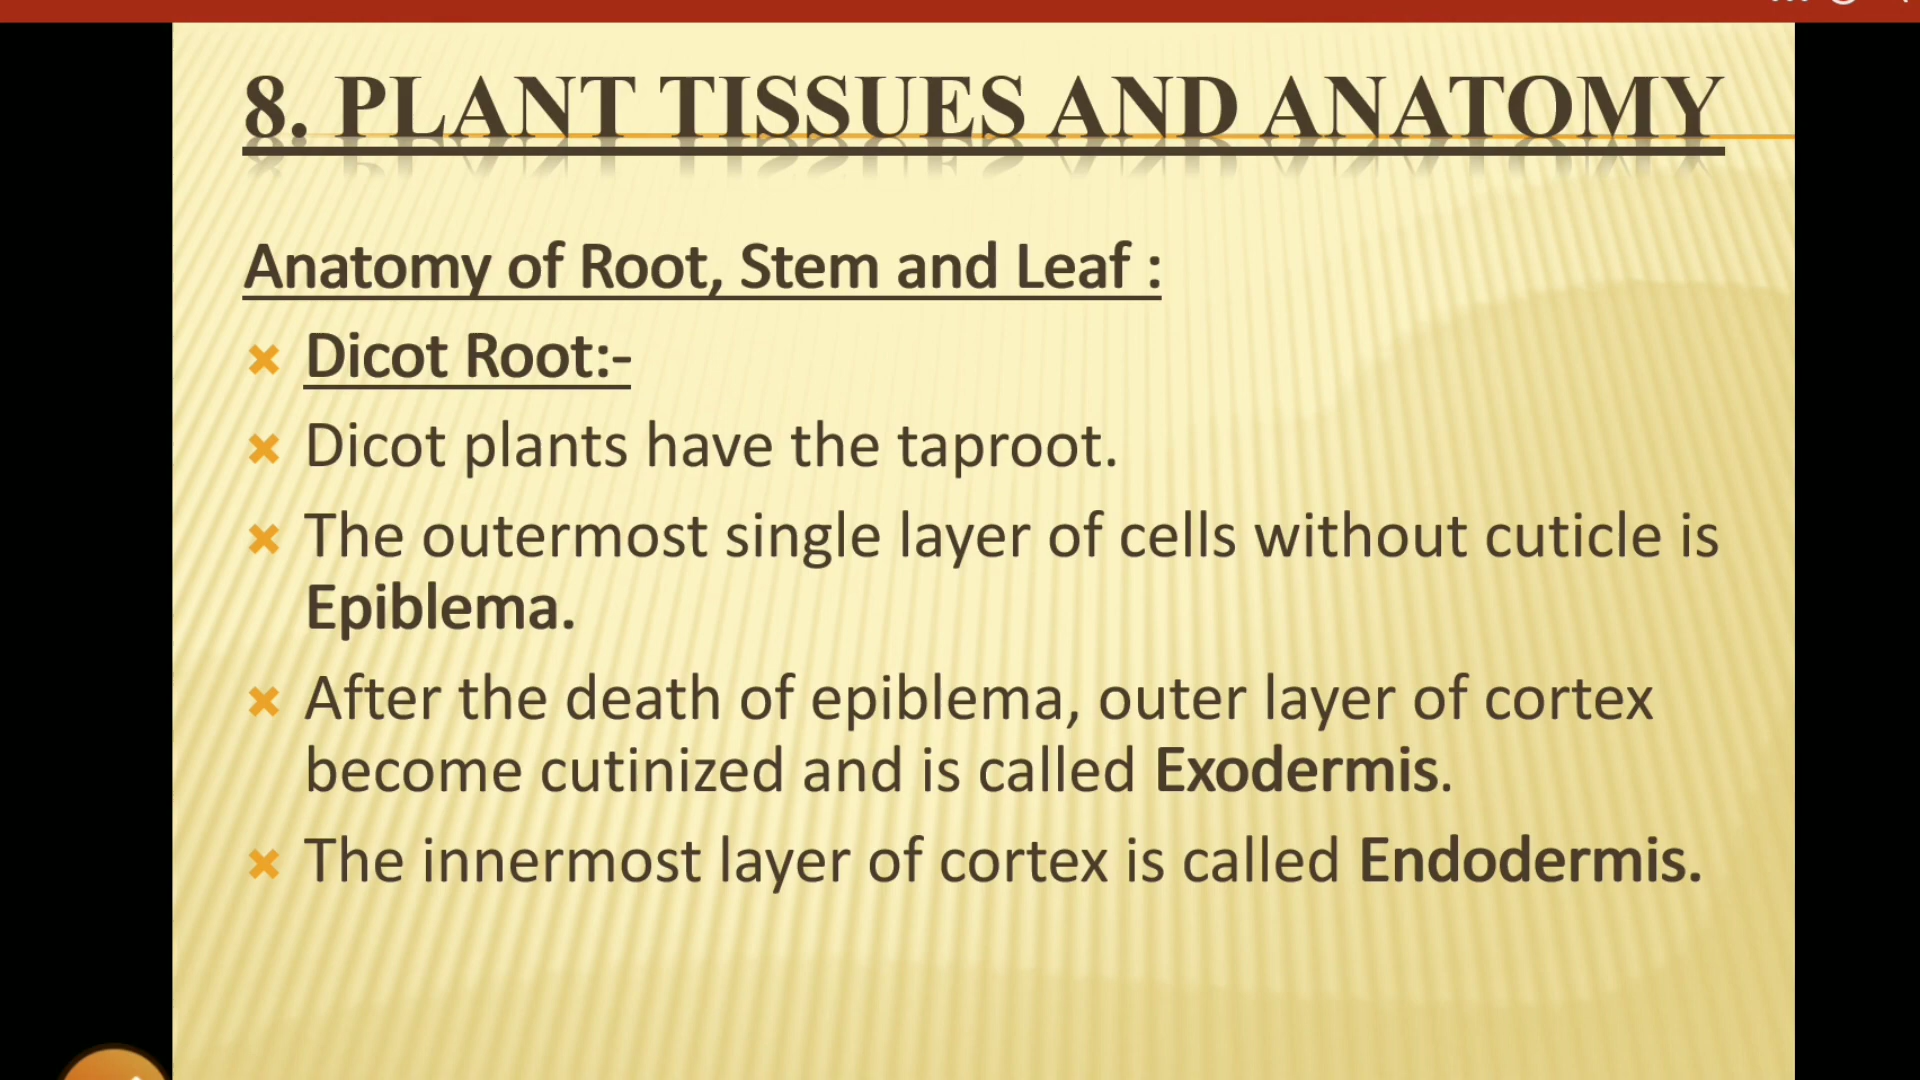 8. PLANT TISSUES AND ANATOMY
Anatomy of Root, Stem and Leaf :
Dicot Root:-
Dicot plants have the taproot.
The outermost single layer of cells without cuticle is
Epiblema.
After the death of epiblema, outer layer of cortex
become cutinized and is called Exodermis.
The innermost layer of cortex is called Endodermis.